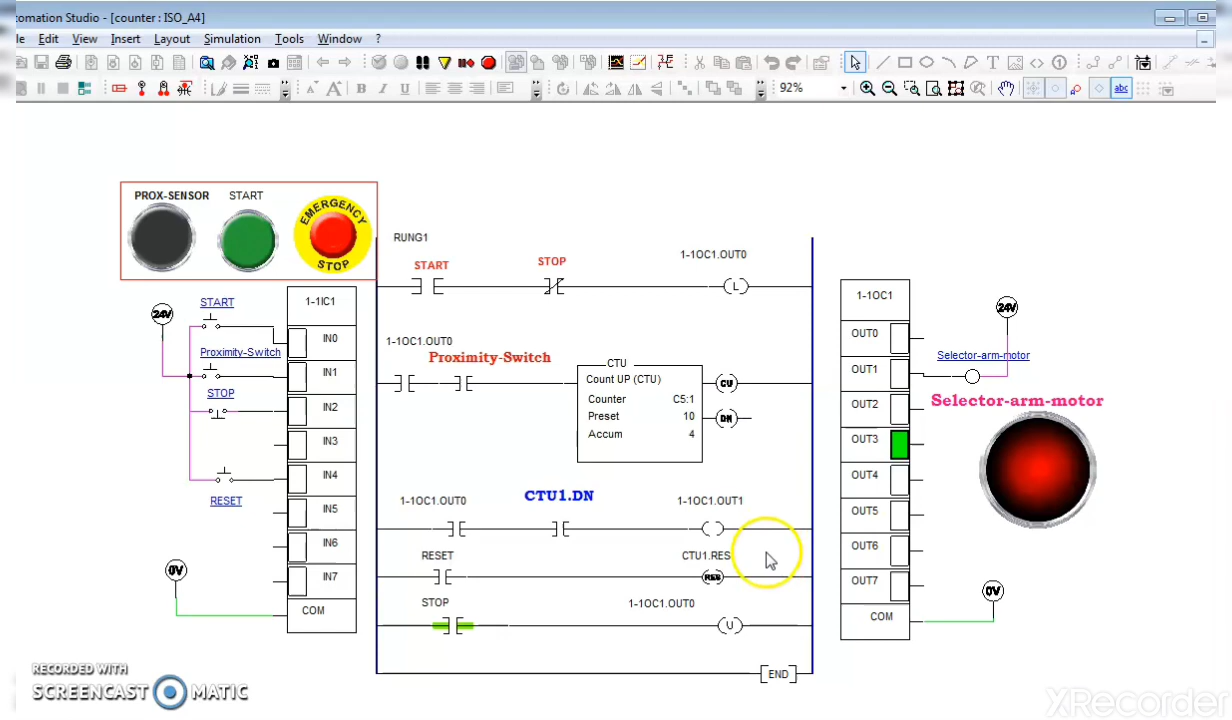 utomation Studio - [counter : ISO_A4]
le Edit View Insert Layout Simulation Tools Window ?
92%
abc
PROX-SENSOR START
EMERGENCY
STOP
RUNG1
START
STOP
1-1OC1.OUT0
L
START
24V
Proximity-Switch
STOP
RESET
0V
1-1IC1
IN0
IN1
IN2
IN3
IN4
IN5
IN6
IN7
COM
1-1OC1.OUT0
Proximity-Switch
CTU
Count UP (CTU)
Counter C5:1
Preset 10
Accum 4
CU
DN
1-1OC1.OUT0
CTU1.DN
1-1OC1.OUT1
RESET
CTU1.RES
RES
STOP
1-1OC1.OUT0
U
END
1-1OC1
OUT0
OUT1
OUT2
OUT3
OUT4
OUT5
OUT6
OUT7
COM
24V
Selector-arm-motor
Selector-arm-motor
0V
RECORDED WITH
SCREENCAST MATIC
XRecorder